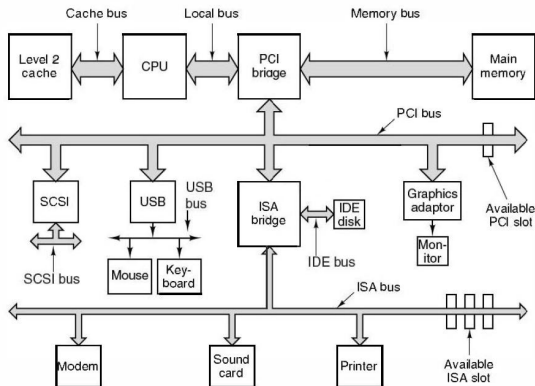 Cache bus
Local bus
Memory bus
Level 2
cache
CPU
PCI
bridge
Main
memory
PCI bus
SCSI
USB
USB
bus
ISA
bridge
IDE
disk
Graphics
adaptor
Available
PCI slot
Mon-
itor
SCSI bus
Mouse
Key-
board
IDE bus
ISA bus
Modem
Sound
card
Printer
Available
ISA slot